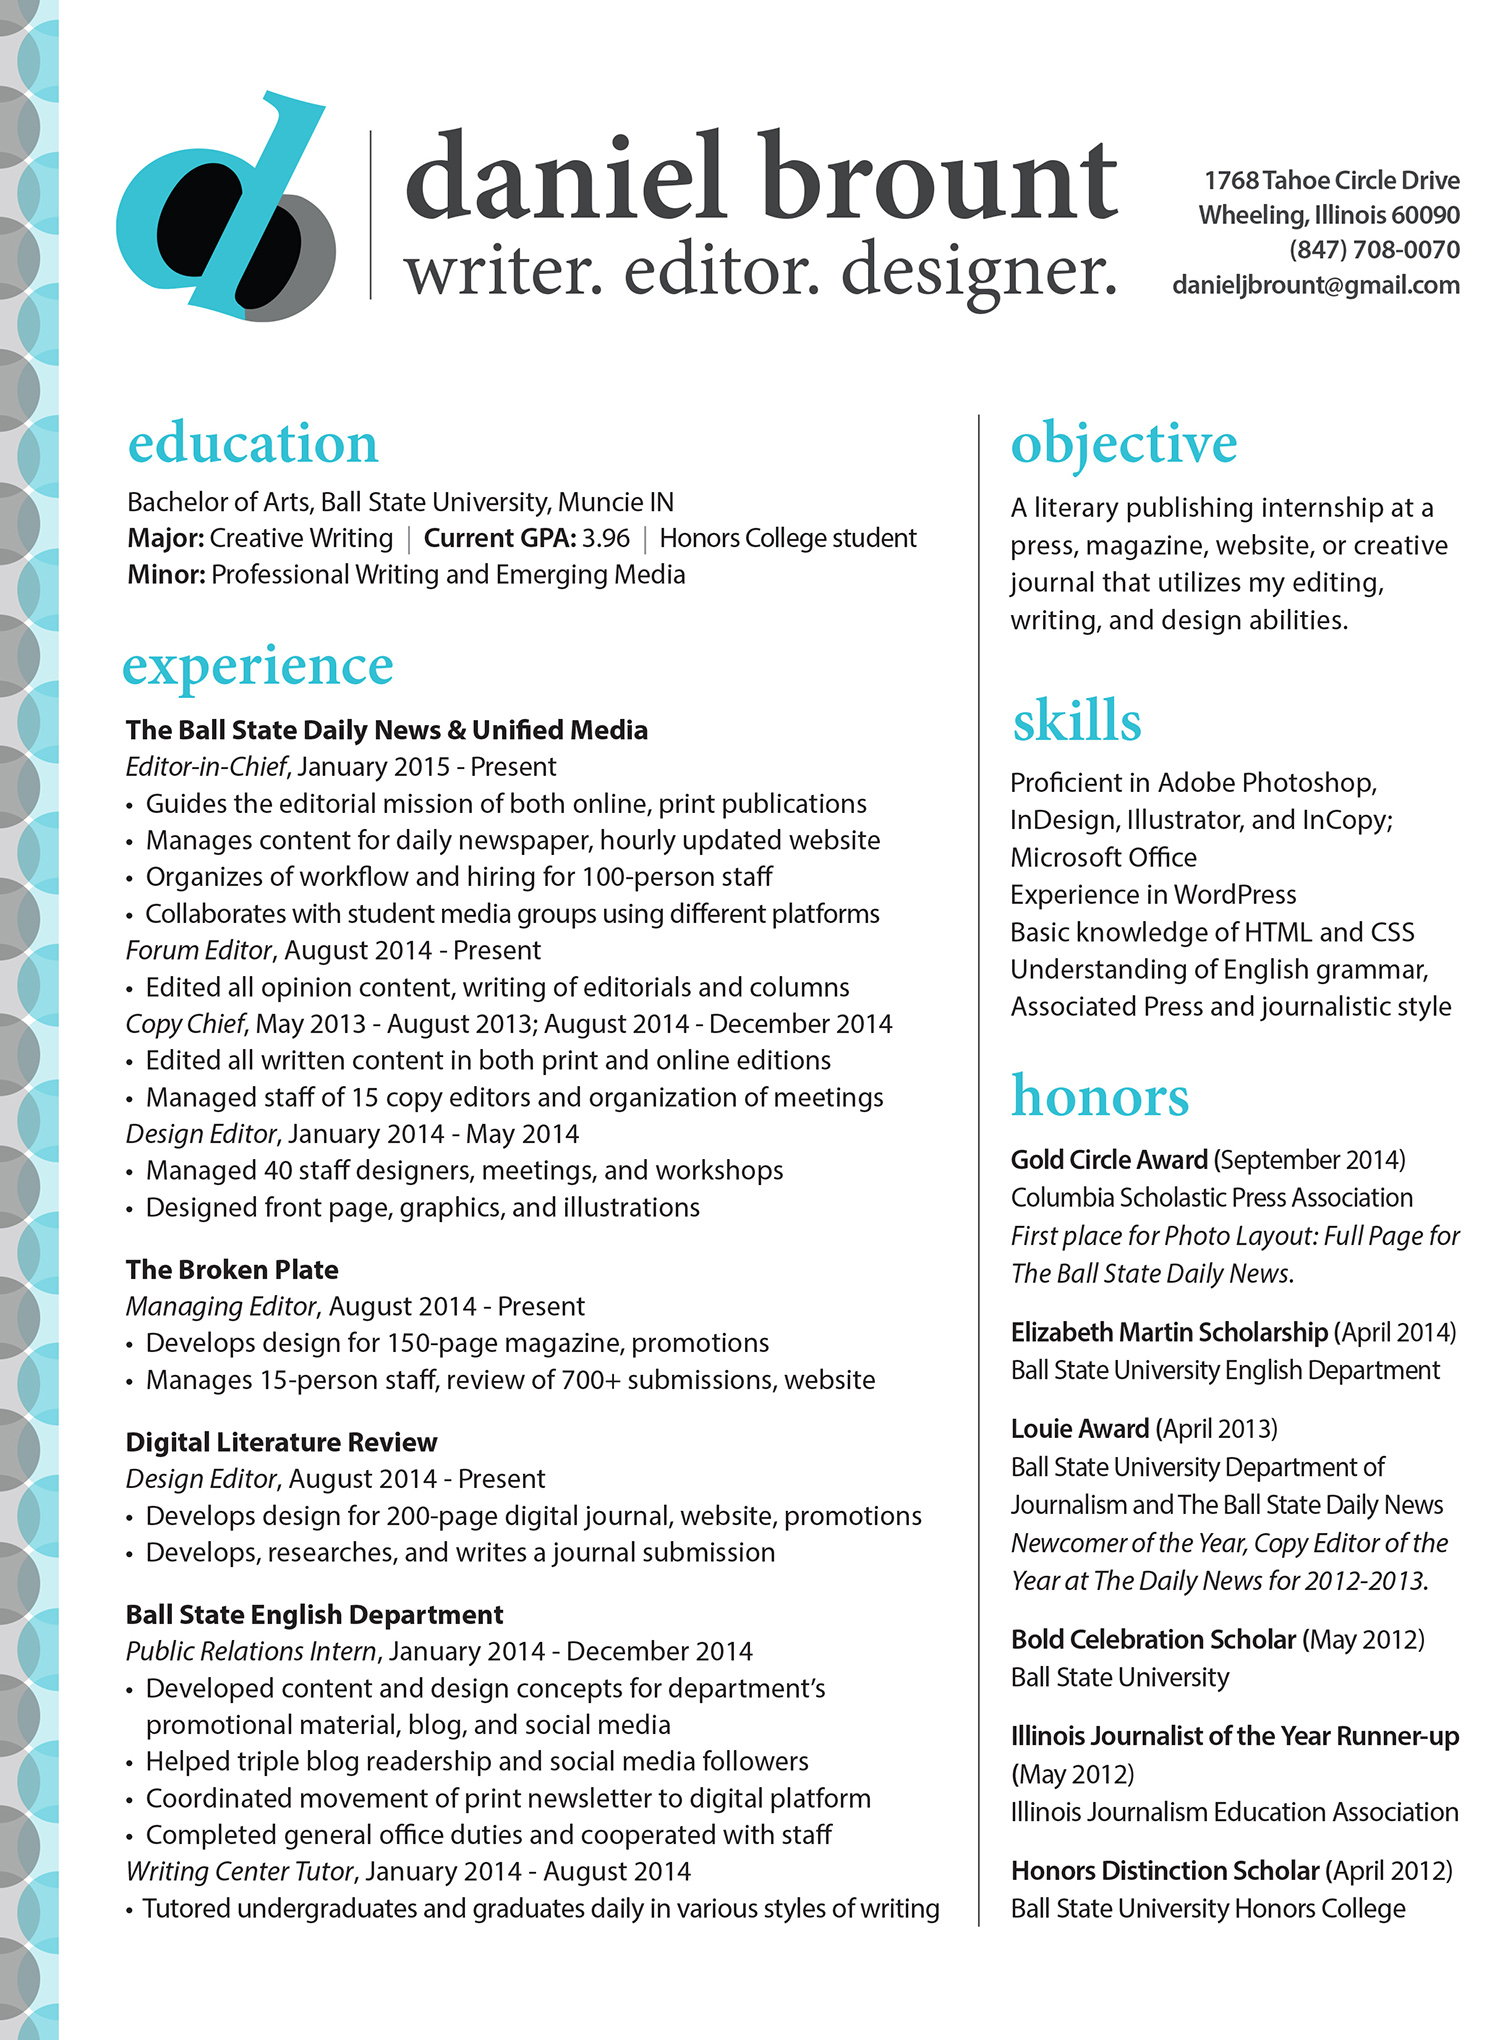 db
daniel brount
writer. editor. designer.
1768 Tahoe Circle Drive
Wheeling, Illinois 60090
(847) 708-0070
danieljbrount@gmail.com
education
Bachelor of Arts, Ball State University, Muncie IN
Major: Creative Writing | Current GPA: 3.96 | Honors College student
Minor: Professional Writing and Emerging Media
experience
The Ball State Daily News & Unified Media
Editor-in-Chief, January 2015 - Present
• Guides the editorial mission of both online, print publications
• Manages content for daily newspaper, hourly updated website
• Organizes of workflow and hiring for 100-person staff
• Collaborates with student media groups using different platforms
Forum Editor, August 2014 - Present
• Edited all opinion content, writing of editorials and columns
Copy Chief, May 2013 - August 2013; August 2014 - December 2014
• Edited all written content in both print and online editions
• Managed staff of 15 copy editors and organization of meetings
Design Editor, January 2014 - May 2014
• Managed 40 staff designers, meetings, and workshops
• Designed front page, graphics, and illustrations
The Broken Plate
Managing Editor, August 2014 - Present
• Develops design for 150-page magazine, promotions
• Manages 15-person staff, review of 700+ submissions, website
Digital Literature Review
Design Editor, August 2014 - Present
• Develops design for 200-page digital journal, website, promotions
• Develops, researches, and writes a journal submission
Ball State English Department
Public Relations Intern, January 2014 - December 2014
• Developed content and design concepts for department's
promotional material, blog, and social media
• Helped triple blog readership and social media followers
• Coordinated movement of print newsletter to digital platform
• Completed general office duties and cooperated with staff
Writing Center Tutor, January 2014 - August 2014
• Tutored undergraduates and graduates daily in various styles of writing
objective
A literary publishing internship at a
press, magazine, website, or creative
journal that utilizes my editing,
writing, and design abilities.
skills
Proficient in Adobe Photoshop,
InDesign, Illustrator, and InCopy;
Microsoft Office
Experience in WordPress
Basic knowledge of HTML and CSS
Understanding of English grammar,
Associated Press and journalistic style
honors
Gold Circle Award (September 2014)
Columbia Scholastic Press Association
First place for Photo Layout: Full Page for
The Ball State Daily News.
Elizabeth Martin Scholarship (April 2014)
Ball State University English Department
Louie Award (April 2013)
Ball State University Department of
Journalism and The Ball State Daily News
Newcomer of the Year, Copy Editor of the
Year at The Daily News for 2012-2013.
Bold Celebration Scholar (May 2012)
Ball State University
Illinois Journalist of the Year Runner-up
(May 2012)
Illinois Journalism Education Association
Honors Distinction Scholar (April 2012)
Ball State University Honors College